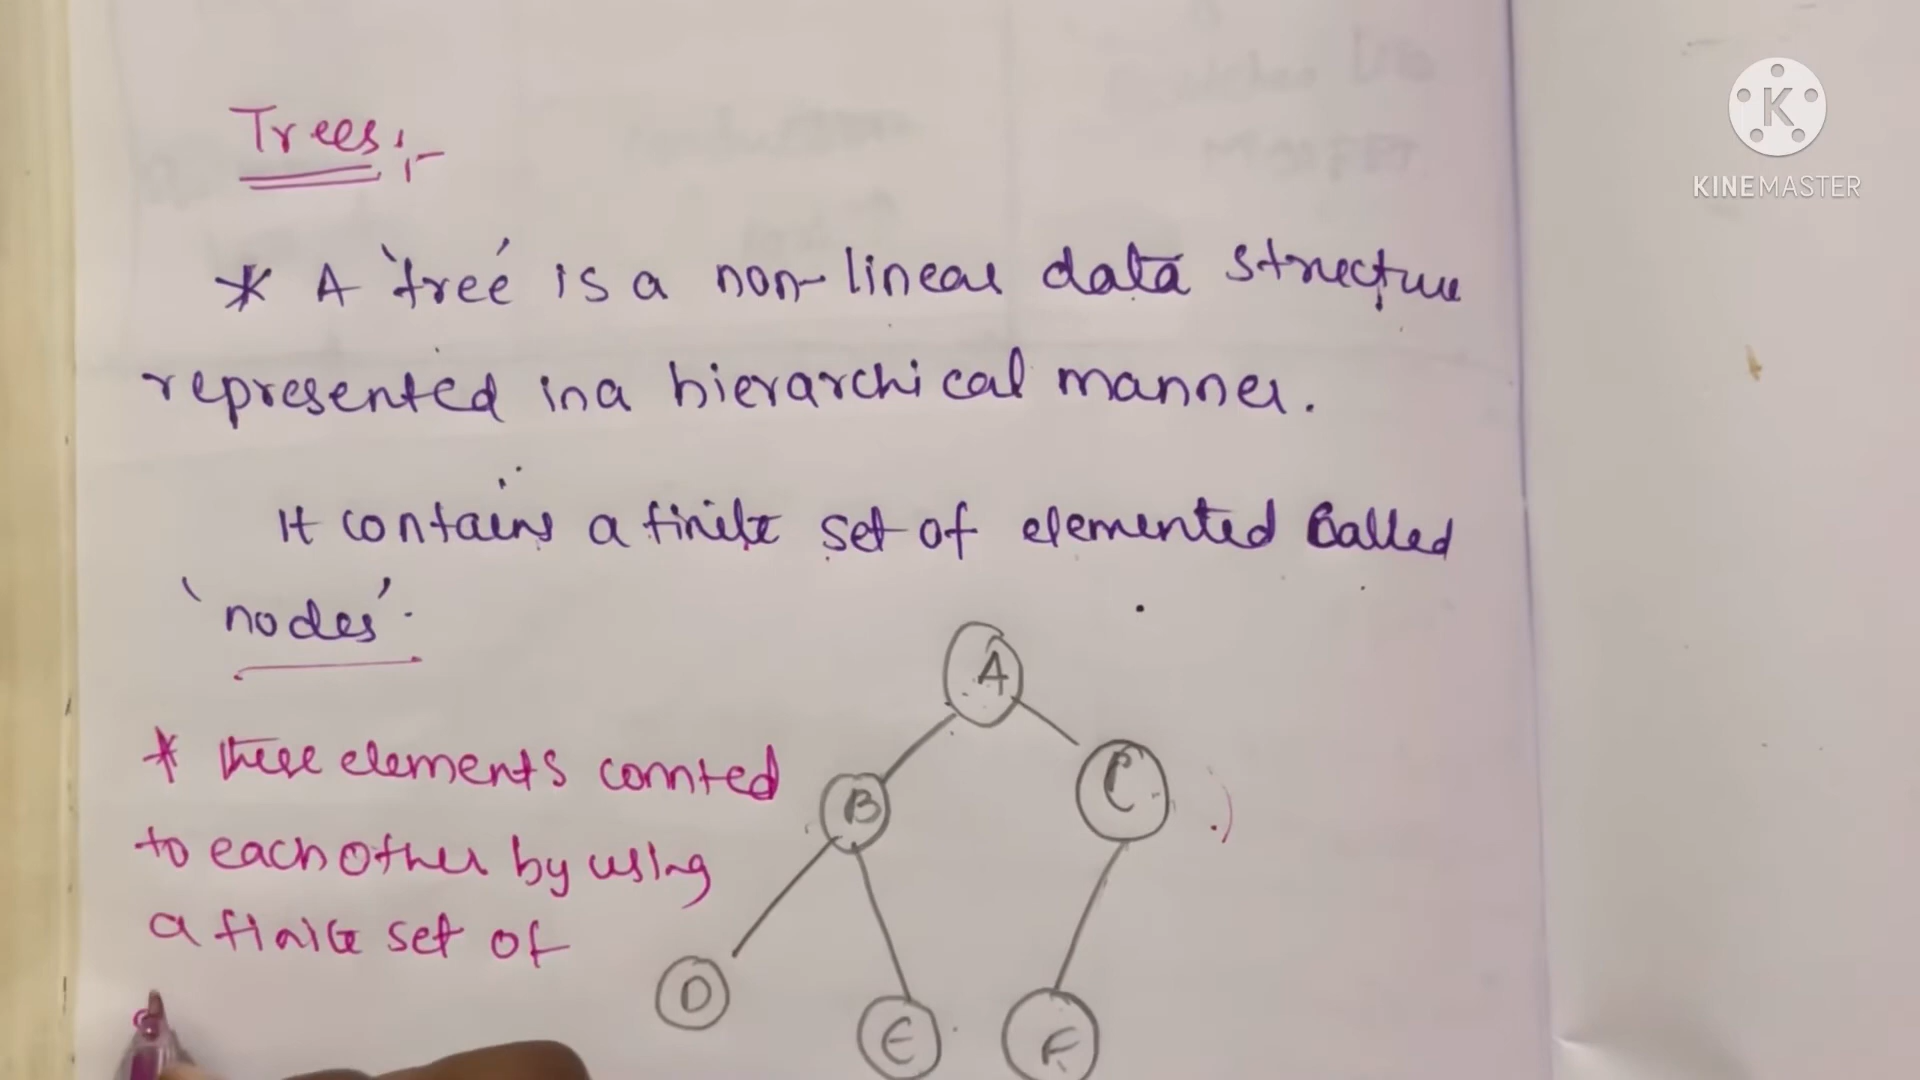 Trees:-
* A 'tree' is a non-linear data structure
represented in a hierarchical manner.
It contains a finite set of elemented called
'nodes'.
* these elements connted
to each other by using
a finite set of
A
B
C
D
E
F
K
KINEMASTER